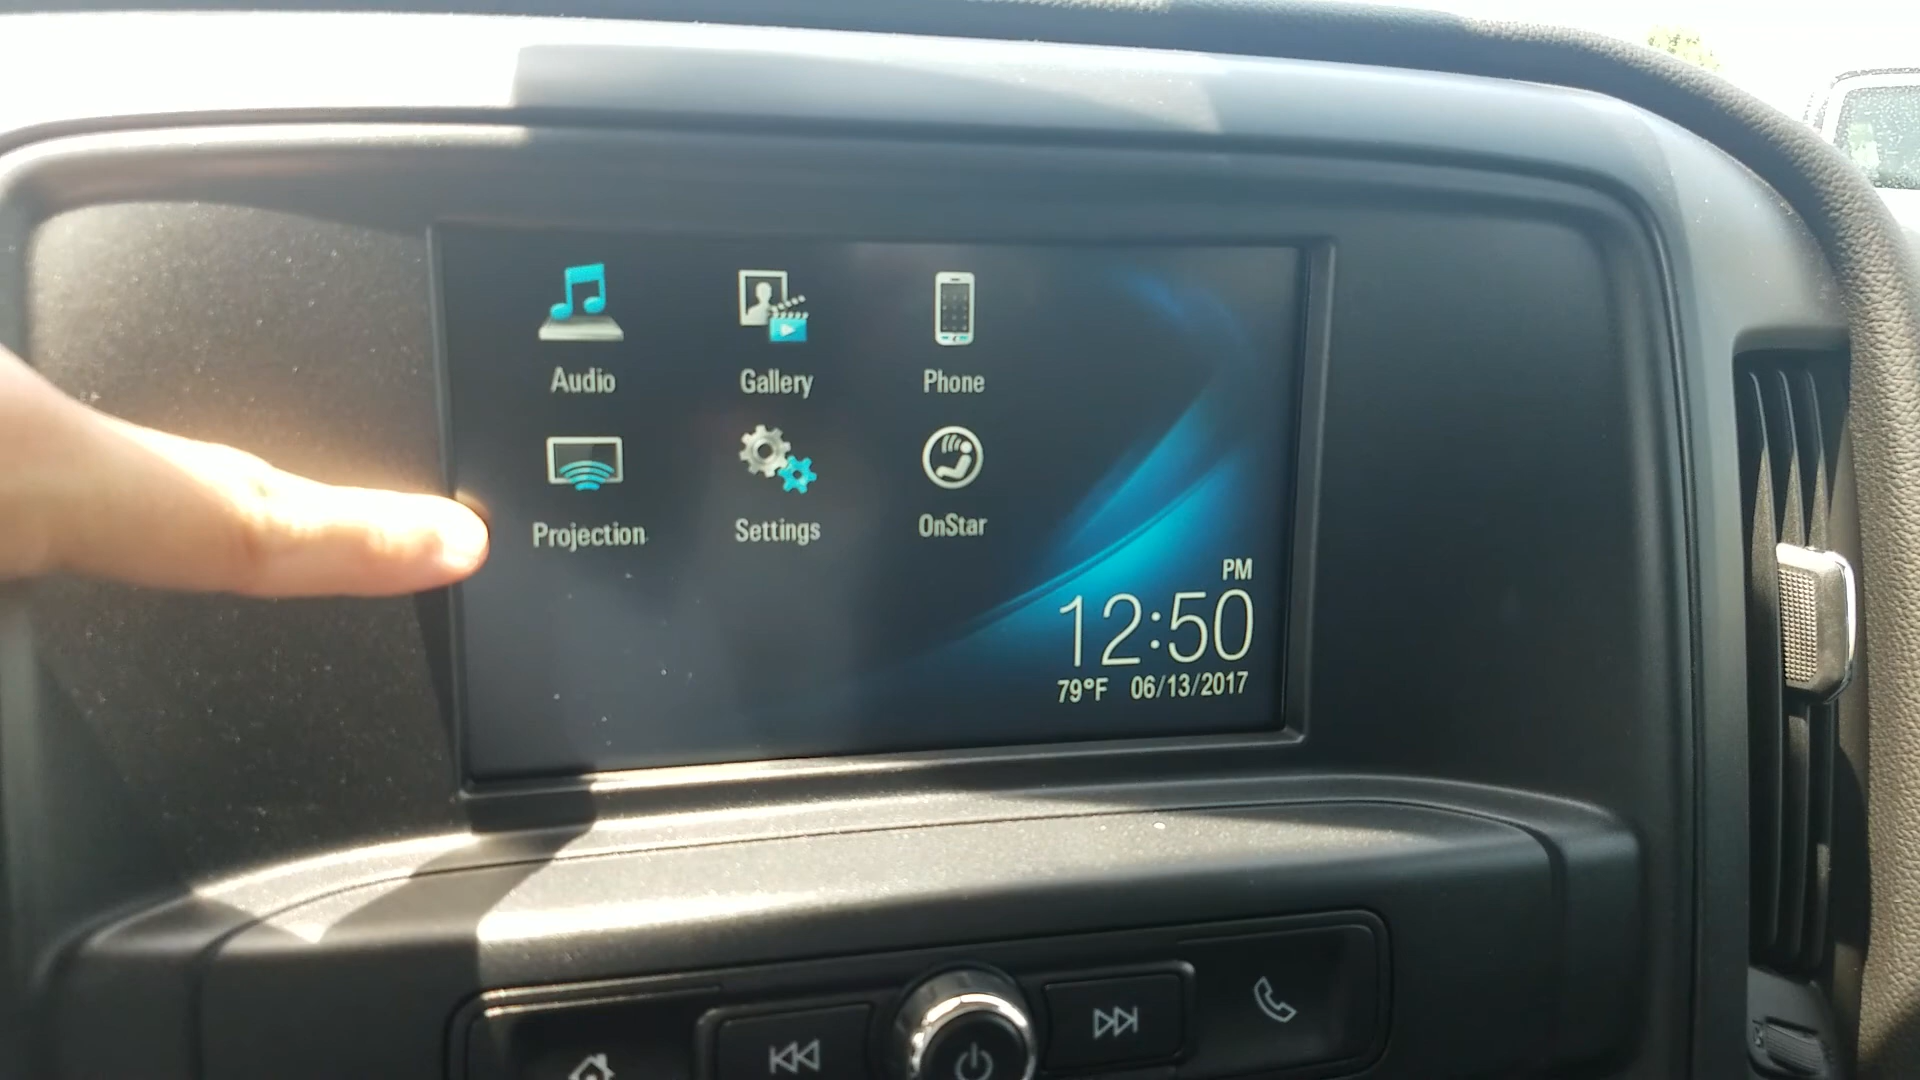 Audio
Gallery
Phone
Projection
Settings
OnStar
PM
12:50
79°F 06/13/2017